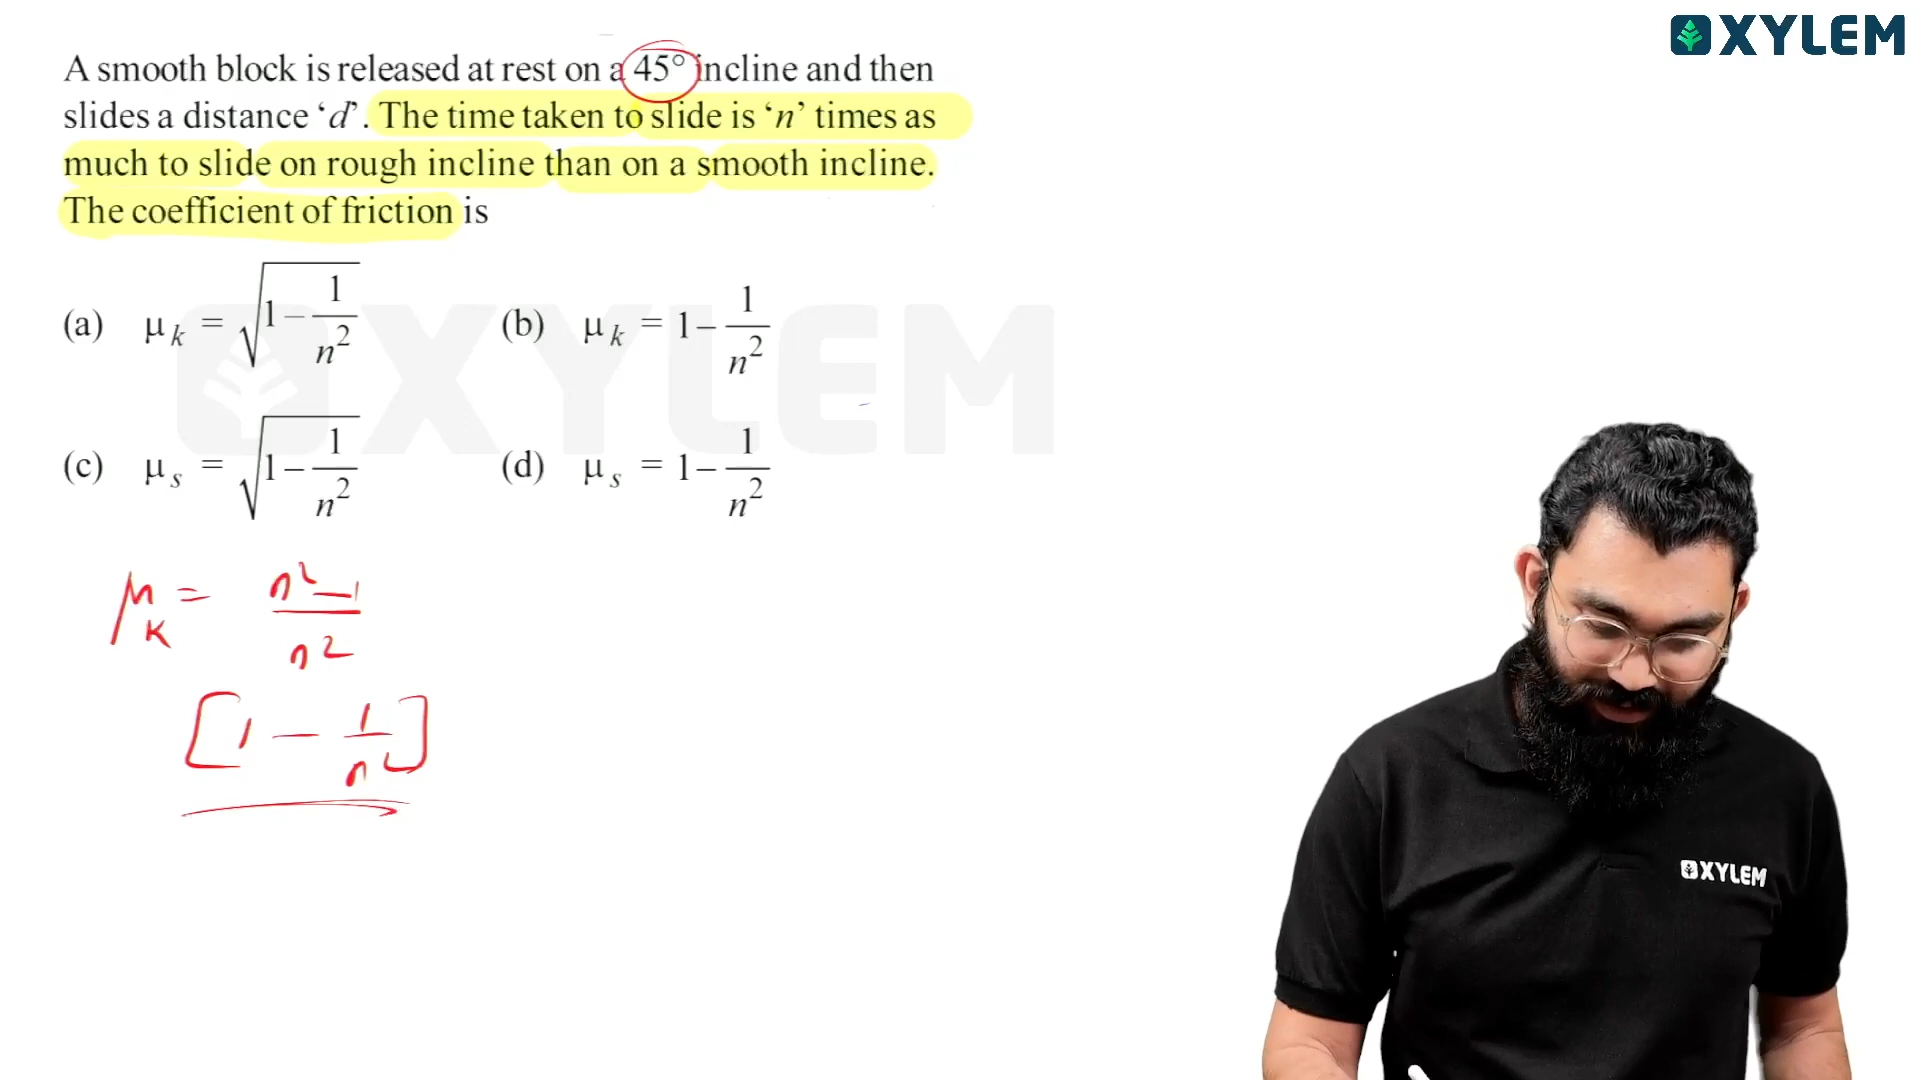 XYLEM
A smooth block is released at rest on a 45° incline and then
slides a distance ‘d’. The time taken to slide is ‘n’ times as
much to slide on rough incline than on a smooth incline.
The coefficient of friction is
(a) μk = √(1 − 1/n²) (b) μk = 1 − 1/n²
(c) μs = √(1 − 1/n²) (d) μs = 1 − 1/n²
XYLEM
μK = n² − 1 / n²
[1 − 1/n²]
XYLEM